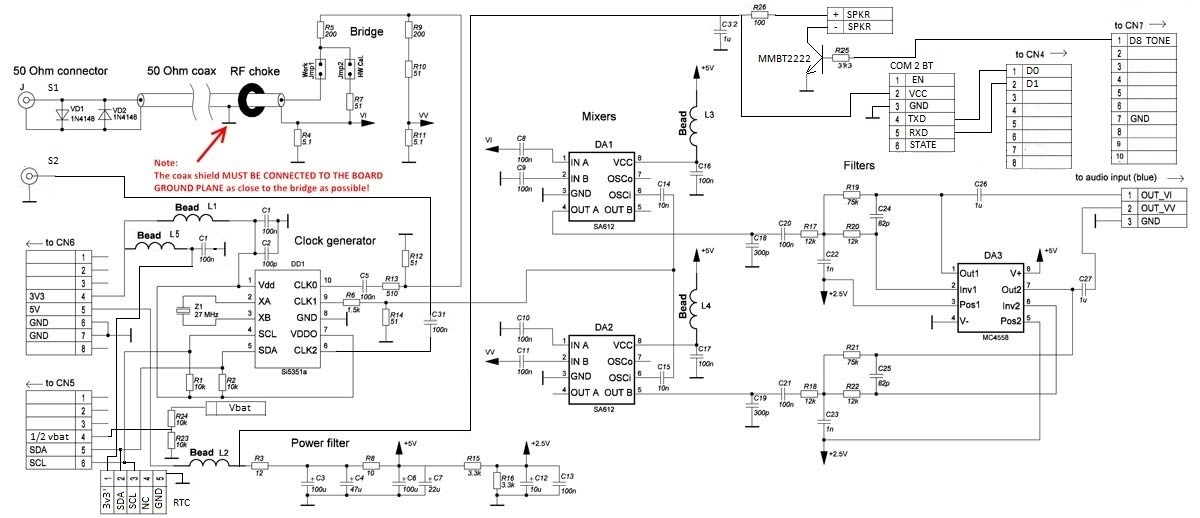 R26
100
+ SPKR
- SPKR
C32
1u
MMBT2222
R25
3k3
to CN7
1 D8 TONE
2
3
4
5
6
7 GND
8
9
10
COM 2 BT
1 EN
2 VCC
3 GND
4 TXD
5 RXD
6 STATE
to CN4
1 D0
2 D1
3
4
5
6
7
8
R5
200
Bridge
R9
200
50 Ohm connector
50 Ohm coax
RF choke
Work
Jmp1
Jmp2
HW Cal.
R10
51
J
S1
VD1
1N4148
VD2
1N4148
R7
51
VI
VV
R4
5.1
R11
5.1
Note:
The coax shield MUST BE CONNECTED TO THE BOARD
GROUND PLANE as close to the bridge as possible!
S2
+5V
Bead
L3
Mixers
DA1
VI
C8
100n
C9
100n
1 IN A
2 IN B
3 GND
4 OUT A
VCC 8
OSCo 7
OSCi 6
OUT B 5
SA612
C16
100n
C14
10n
Filters
to audio input (blue)
1 OUT_VI
2 OUT_VV
3 GND
R19
75k
C24
82p
C26
1u
C18
300p
C20
100n
R17
12k
R20
12k
C22
1n
+2.5V
DA3
1 Out1
2 Inv1
3 Pos1
4 V-
V+ 8
Out2 7
Inv2 6
Pos2 5
MC4558
+5V
C27
1u
Bead L1
Bead L5
C1
100n
C1
100n
C2
100p
Clock generator
DD1
1 Vdd
2 XA
3 XB
4 SCL
5 SDA
CLK0 10
CLK1 9
GND 8
VDDO 7
CLK2 6
Si5351a
Z1
27 MHz
C5
100n
R13
510
R12
51
R6
1.5k
R14
51
C31
100n
R1
10k
R2
10k
to CN6
1
2
3
3V3 4
5V 5
GND 6
GND 7
8
+5V
Bead
L4
DA2
VV
C10
100n
C11
100n
1 IN A
2 IN B
3 GND
4 OUT A
VCC 8
OSCo 7
OSCi 6
OUT B 5
SA612
C17
100n
C15
10n
R21
75k
C25
82p
C19
300p
C21
100n
R18
12k
R22
12k
C23
1n
+2.5V
to CN5
1
2
3
1/2 vbat 4
SDA 5
SCL 6
Vbat
R24
10k
R23
10k
1 3v3'
2 SDA
3 SCL
4 NC
5 GND
RTC
Bead L2
Power filter
R3
12
+ C3
100u
+ C4
47u
R8
10
+5V
+ C6
100u
+ C7
22u
R15
3.3k
R16
3.3k
+2.5V
+ C12
10u
C13
100n